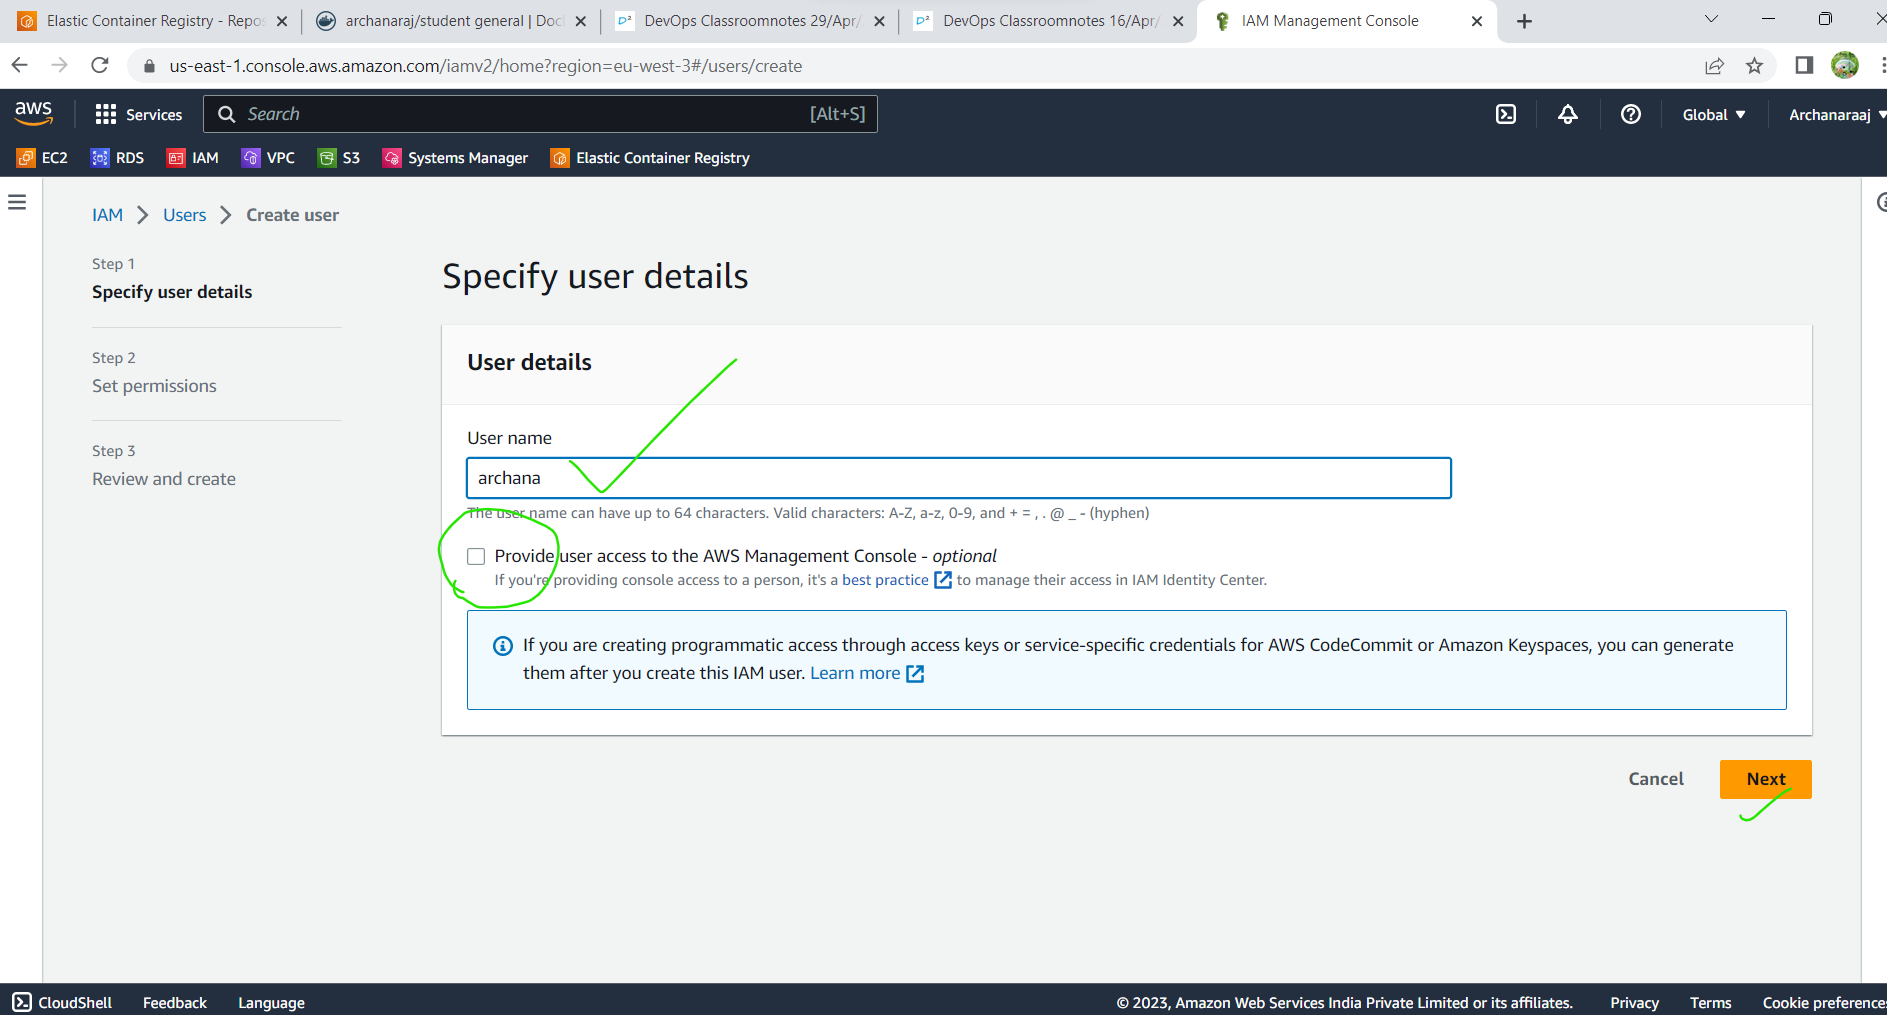 Elastic Container Registry - Repos
archanaraj/student general | Doc
DevOps Classroomnotes 29/Apr/
DevOps Classroomnotes 16/Apr/
IAM Management Console
us-east-1.console.aws.amazon.com/iamv2/home?region=eu-west-3#/users/create
aws
Services
Search
[Alt+S]
Global
Archanaraaj
EC2
RDS
IAM
VPC
S3
Systems Manager
Elastic Container Registry
IAM
Users
Create user
Step 1
Specify user details
Step 2
Set permissions
Step 3
Review and create
Specify user details
User details
User name
archana
The user name can have up to 64 characters. Valid characters: A-Z, a-z, 0-9, and + = , . @ _ - (hyphen)
Provide user access to the AWS Management Console - optional
If you're providing console access to a person, it's a best practice to manage their access in IAM Identity Center.
If you are creating programmatic access through access keys or service-specific credentials for AWS CodeCommit or Amazon Keyspaces, you can generate
them after you create this IAM user. Learn more
Cancel
Next
CloudShell
Feedback
Language
© 2023, Amazon Web Services India Private Limited or its affiliates.
Privacy
Terms
Cookie preferences